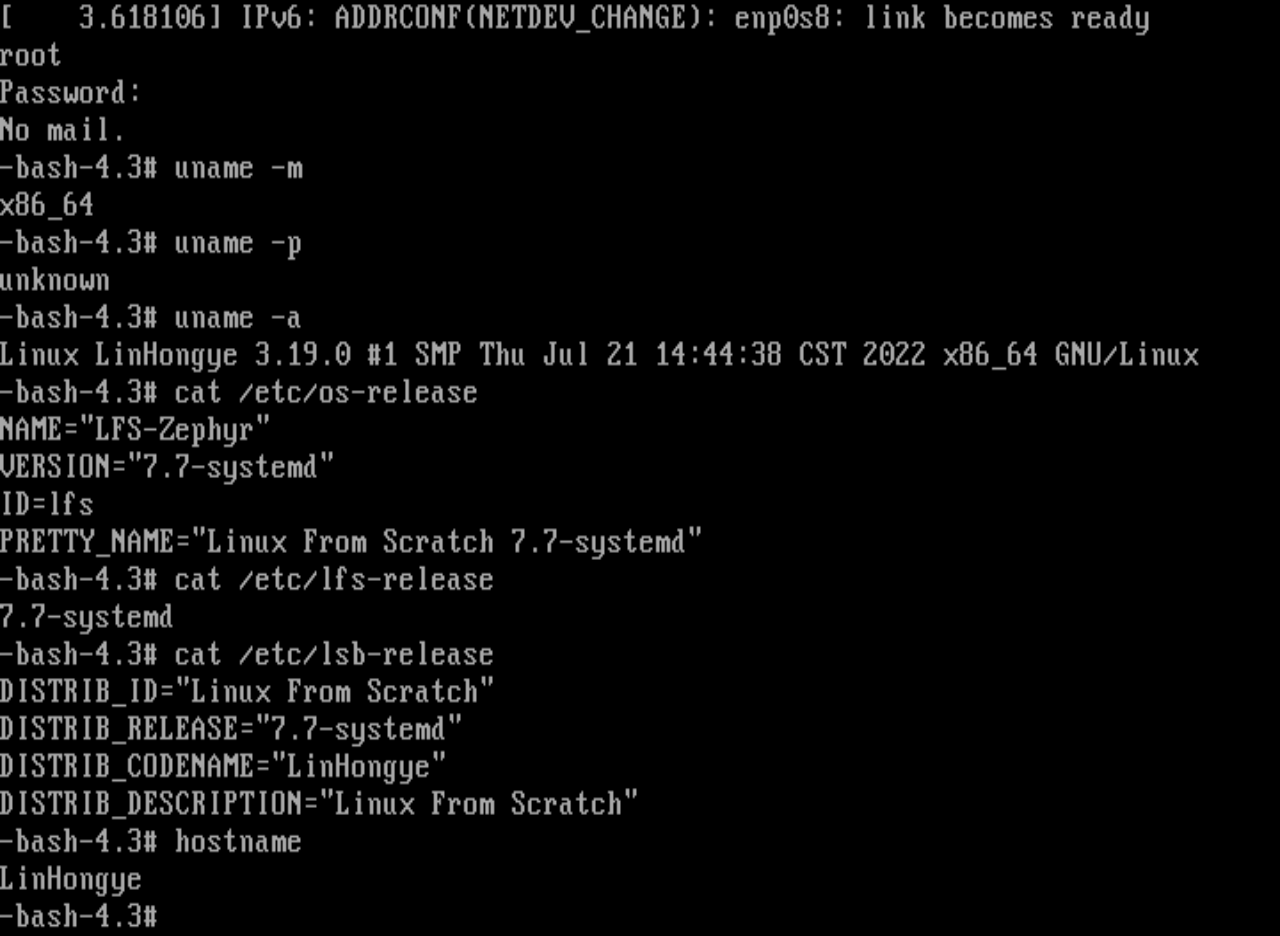 [    3.618106] IPv6: ADDRCONF(NETDEV_CHANGE): enp0s8: link becomes ready
root
Password:
No mail.
-bash-4.3# uname -m
x86_64
-bash-4.3# uname -p
unknown
-bash-4.3# uname -a
Linux LinHongye 3.19.0 #1 SMP Thu Jul 21 14:44:38 CST 2022 x86_64 GNU/Linux
-bash-4.3# cat /etc/os-release
NAME="LFS-Zephyr"
VERSION="7.7-systemd"
ID=lfs
PRETTY_NAME="Linux From Scratch 7.7-systemd"
-bash-4.3# cat /etc/lfs-release
7.7-systemd
-bash-4.3# cat /etc/lsb-release
DISTRIB_ID="Linux From Scratch"
DISTRIB_RELEASE="7.7-systemd"
DISTRIB_CODENAME="LinHongye"
DISTRIB_DESCRIPTION="Linux From Scratch"
-bash-4.3# hostname
LinHongye
-bash-4.3#